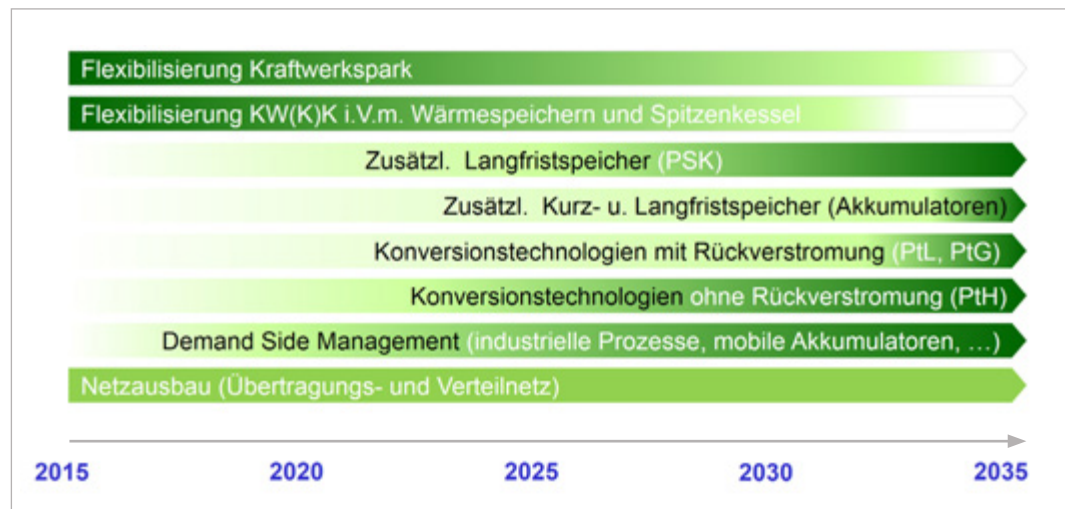 Flexibilisierung Kraftwerkspark
Flexibilisierung KW(K)K i.V.m. Wärmespeichern und Spitzenkessel
Zusätzl. Langfristspeicher (PSK)
Zusätzl. Kurz- u. Langfristspeicher (Akkumulatoren)
Konversionstechnologien mit Rückverstromung (PtL, PtG)
Konversionstechnologien ohne Rückverstromung (PtH)
Demand Side Management (industrielle Prozesse, mobile Akkumulatoren, …)
Netzausbau (Übertragungs- und Verteilnetz)
2015 2020 2025 2030 2035